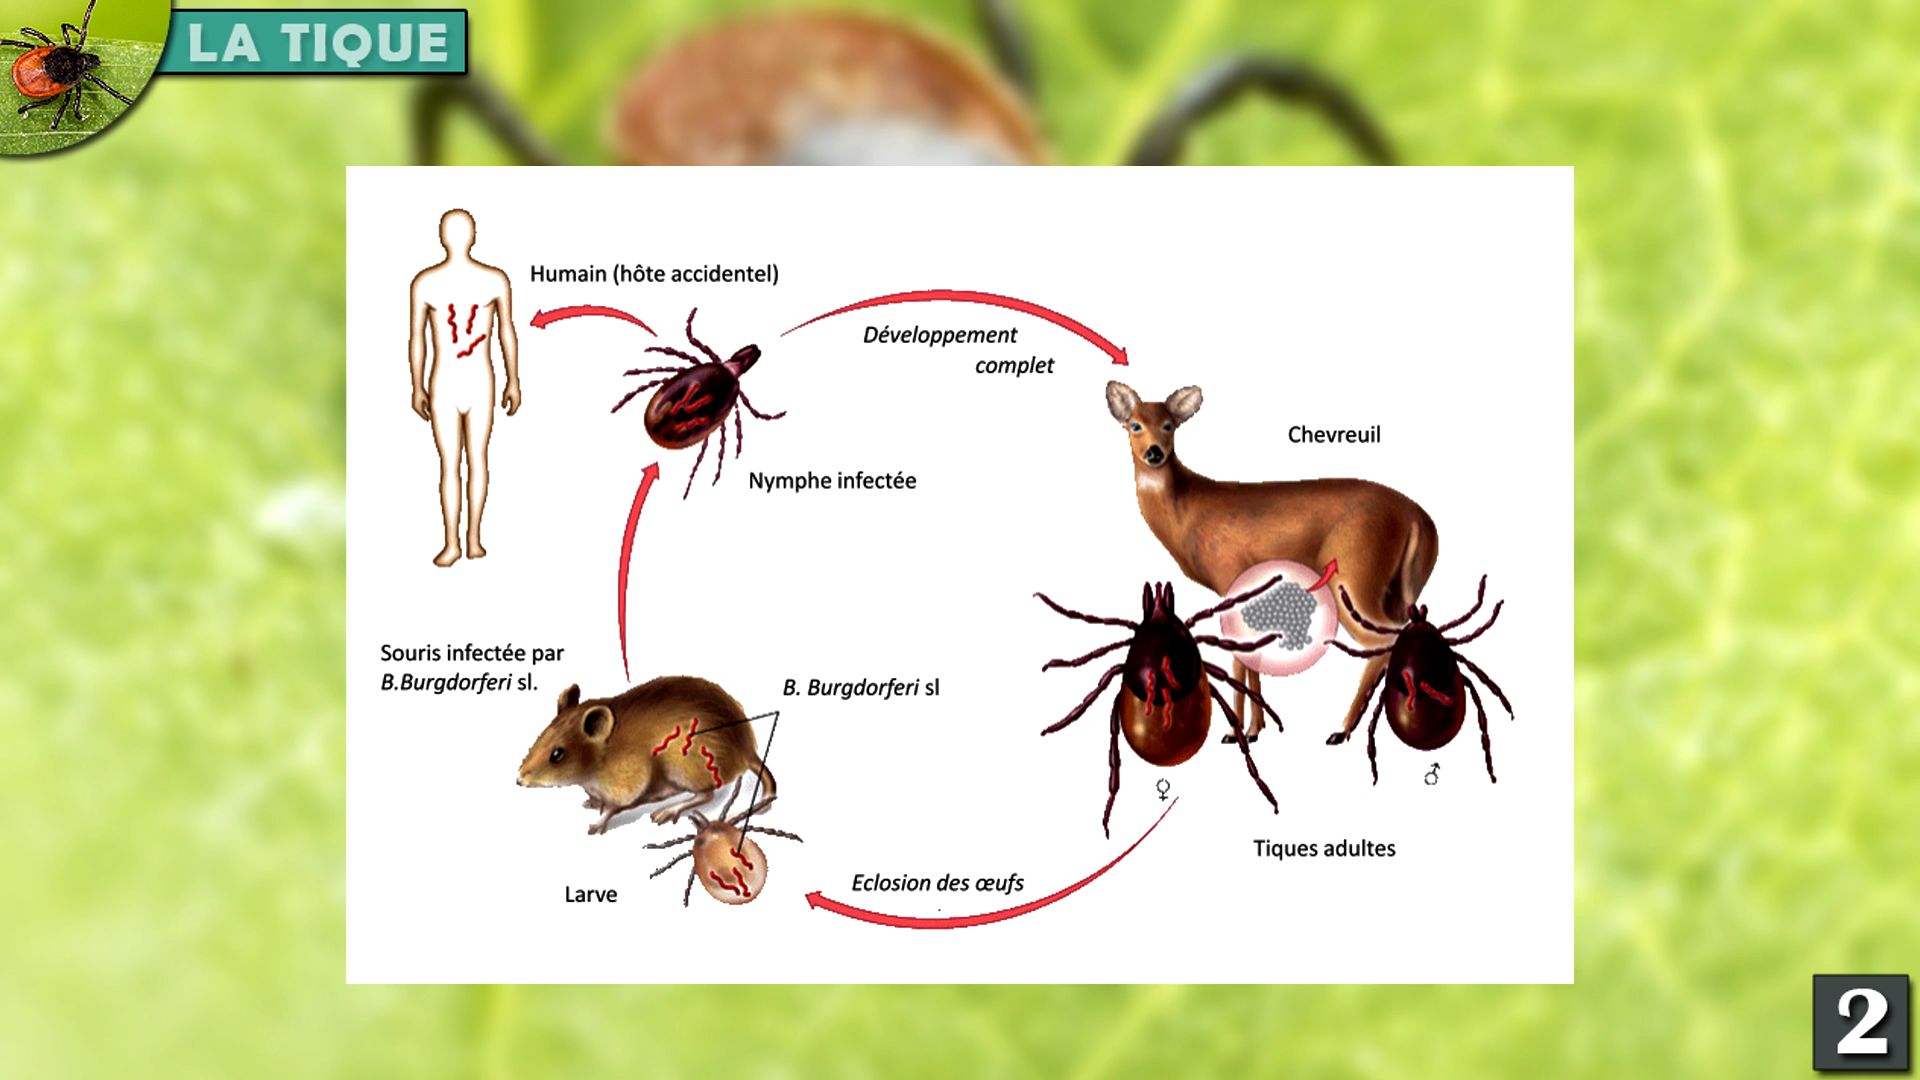 LA TIQUE
Humain (hôte accidentel)
Développement
complet
Chevreuil
Nymphe infectée
Souris infectée par
B.Burgdorferi sl.
B. Burgdorferi sl
♀
♂
Tiques adultes
Eclosion des œufs
Larve
2